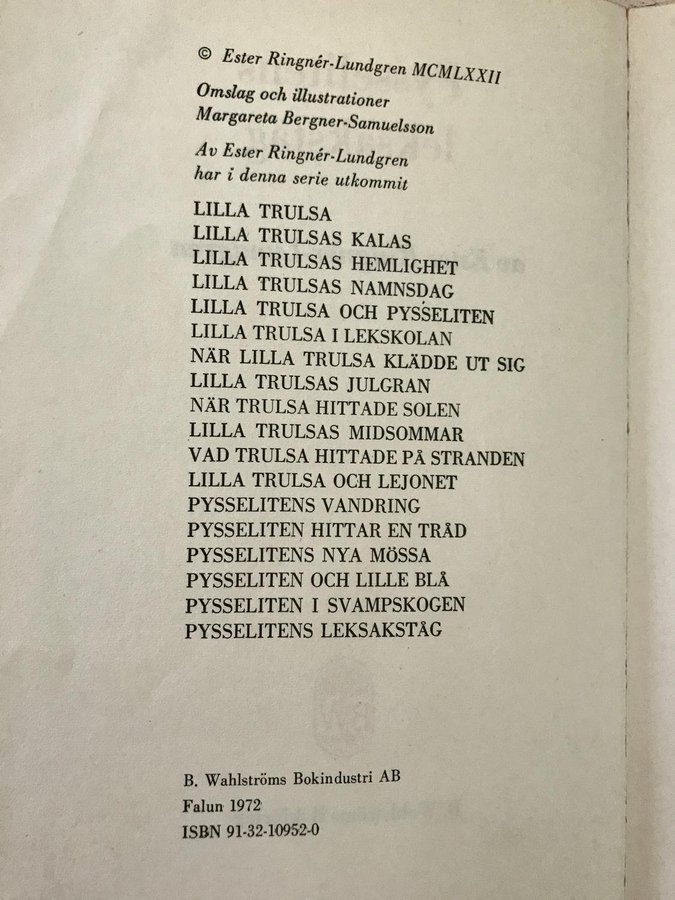 © Ester Ringnér-Lundgren MCMLXXII
Omslag och illustrationer
Margareta Bergner-Samuelsson
Av Ester Ringnér-Lundgren
har i denna serie utkommit
LILLA TRULSA
LILLA TRULSAS KALAS
LILLA TRULSAS HEMLIGHET
LILLA TRULSAS NAMNSDAG
LILLA TRULSA OCH PYSSELITEN
LILLA TRULSA I LEKSKOLAN
NÄR LILLA TRULSA KLÄDDE UT SIG
LILLA TRULSAS JULGRAN
NÄR TRULSA HITTADE SOLEN
LILLA TRULSAS MIDSOMMAR
VAD TRULSA HITTADE PÅ STRANDEN
LILLA TRULSA OCH LEJONET
PYSSELITENS VANDRING
PYSSELITEN HITTAR EN TRÅD
PYSSELITENS NYA MÖSSA
PYSSELITEN OCH LILLE BLÅ
PYSSELITEN I SVAMPSKOGEN
PYSSELITENS LEKSAKSTÅG
B. Wahlströms Bokindustri AB
Falun 1972
ISBN 91-32-10952-0